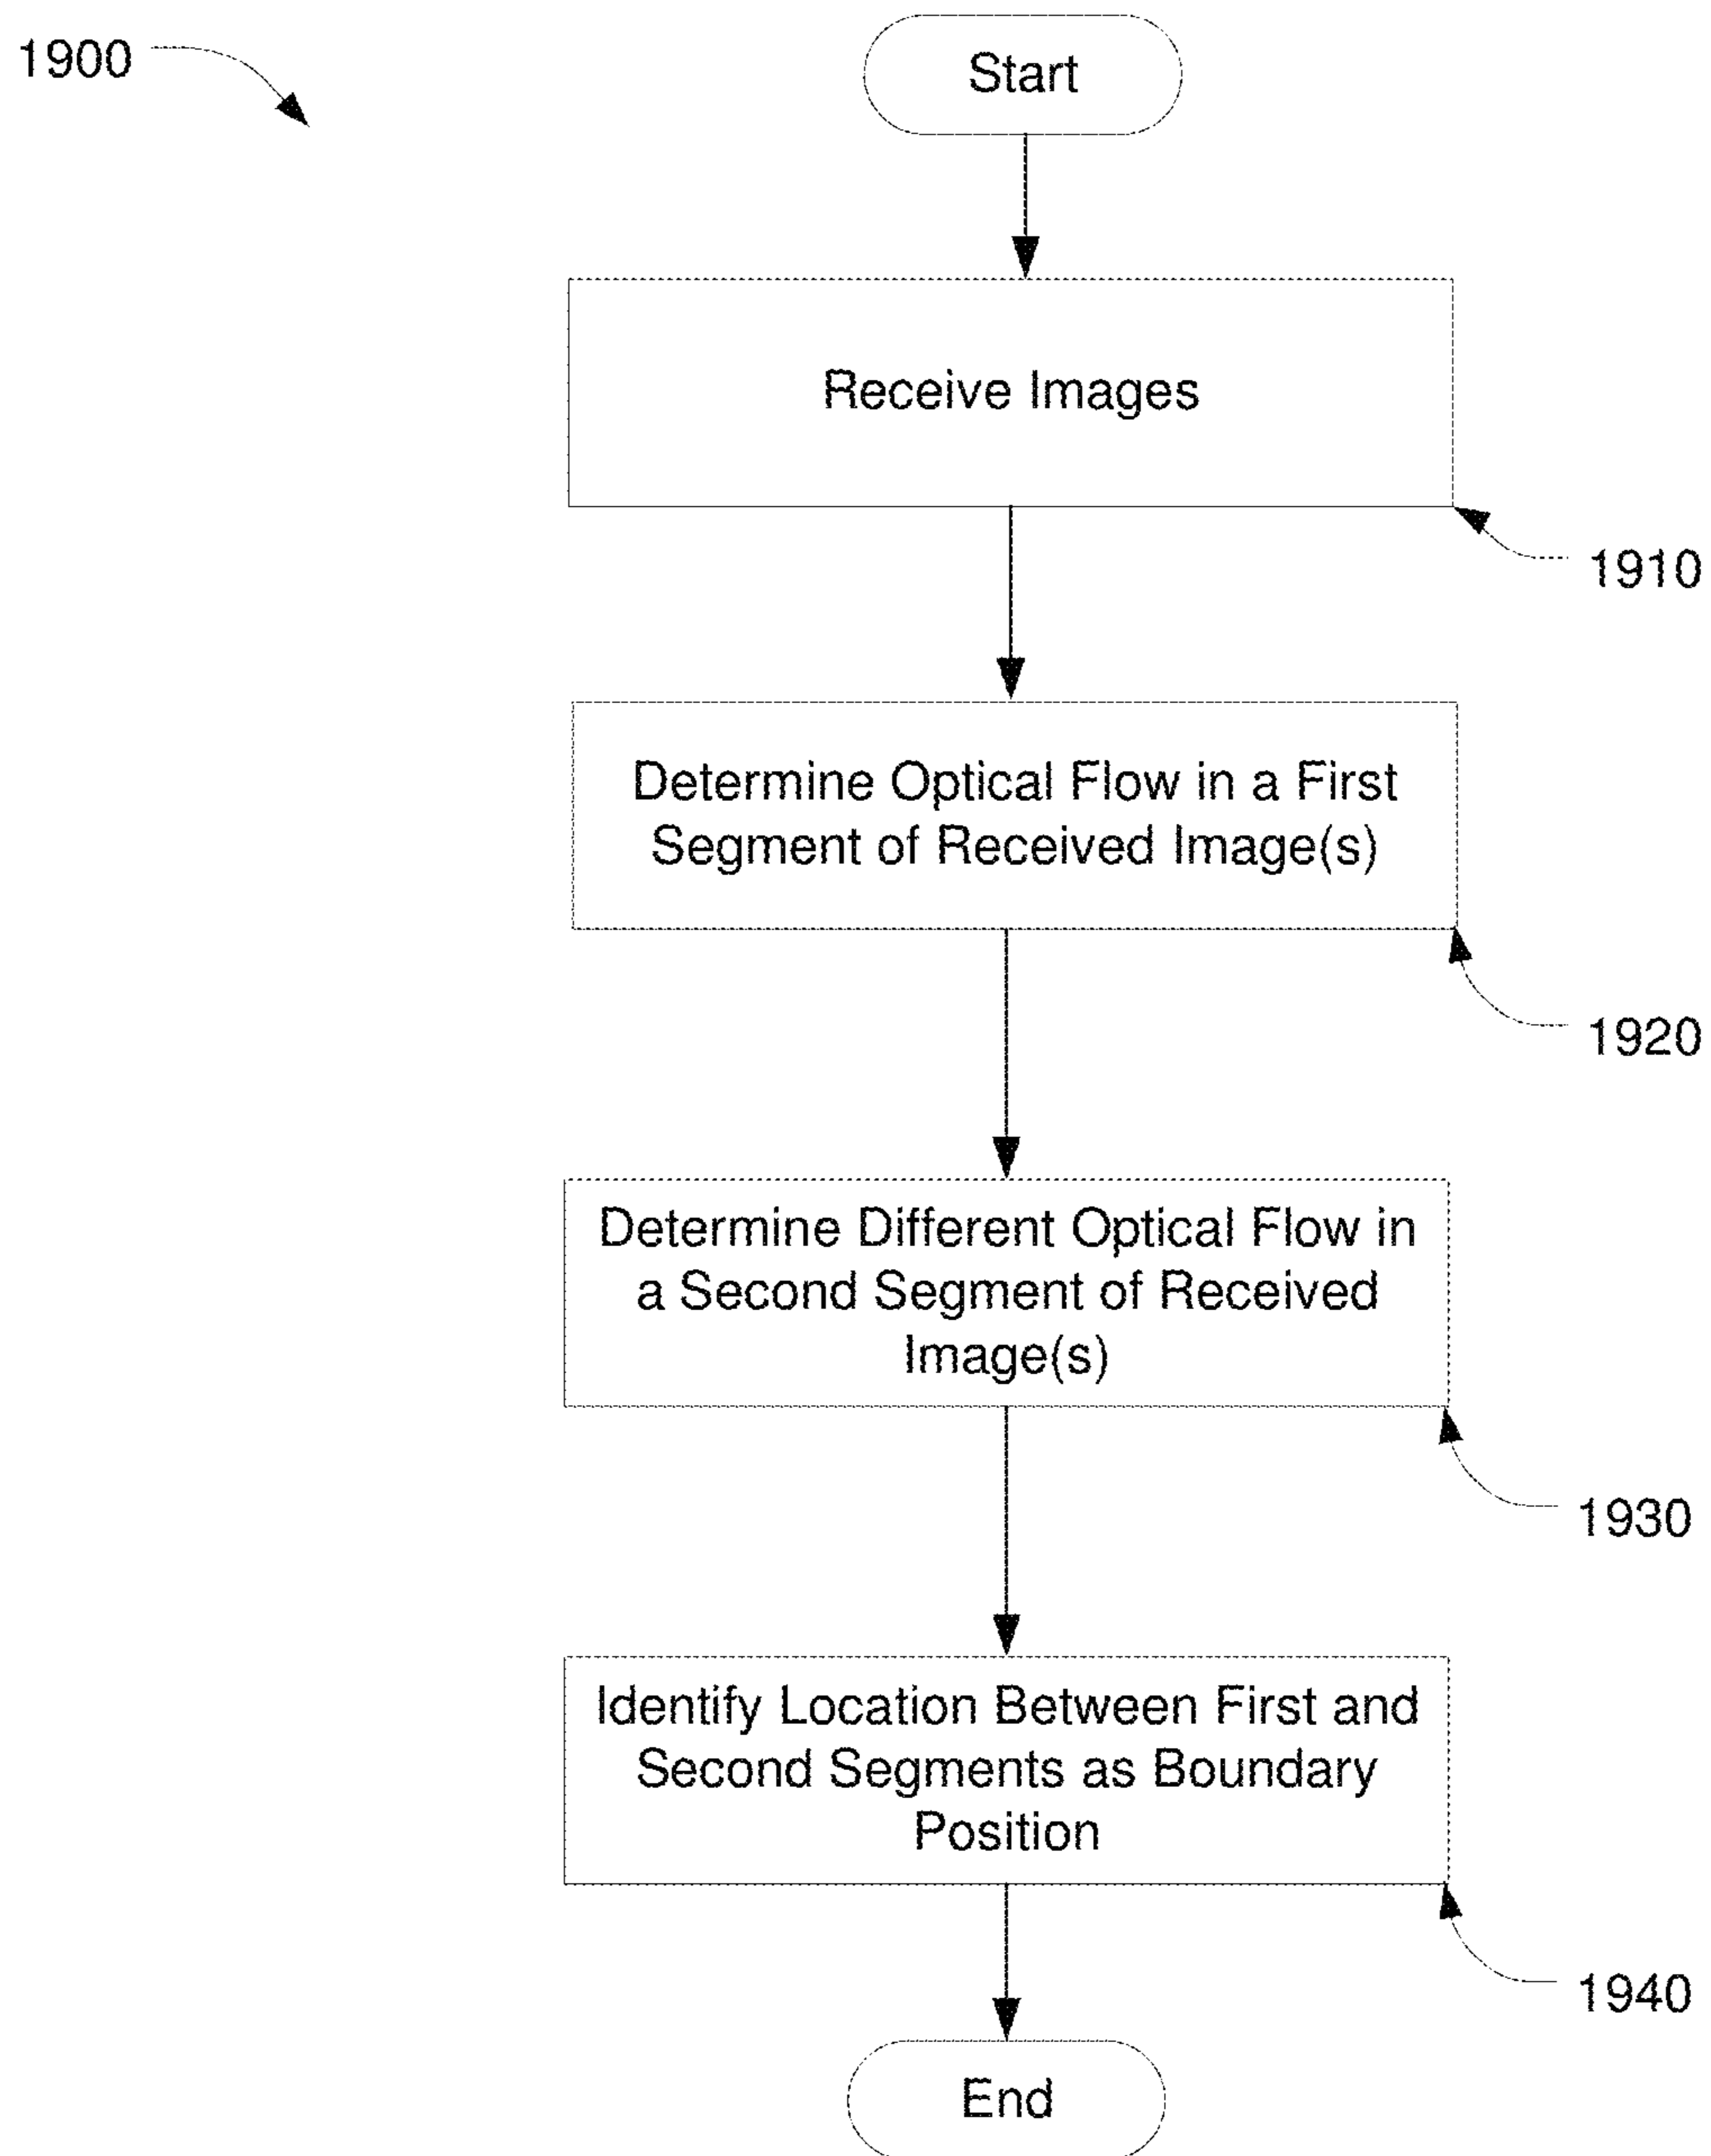 1900
Start
Receive Images
1910
Determine Optical Flow in a First
Segment of Received Image(s)
1920
Determine Different Optical Flow in
a Second Segment of Received
Image(s)
1930
Identify Location Between First and
Second Segments as Boundary
Position
1940
End